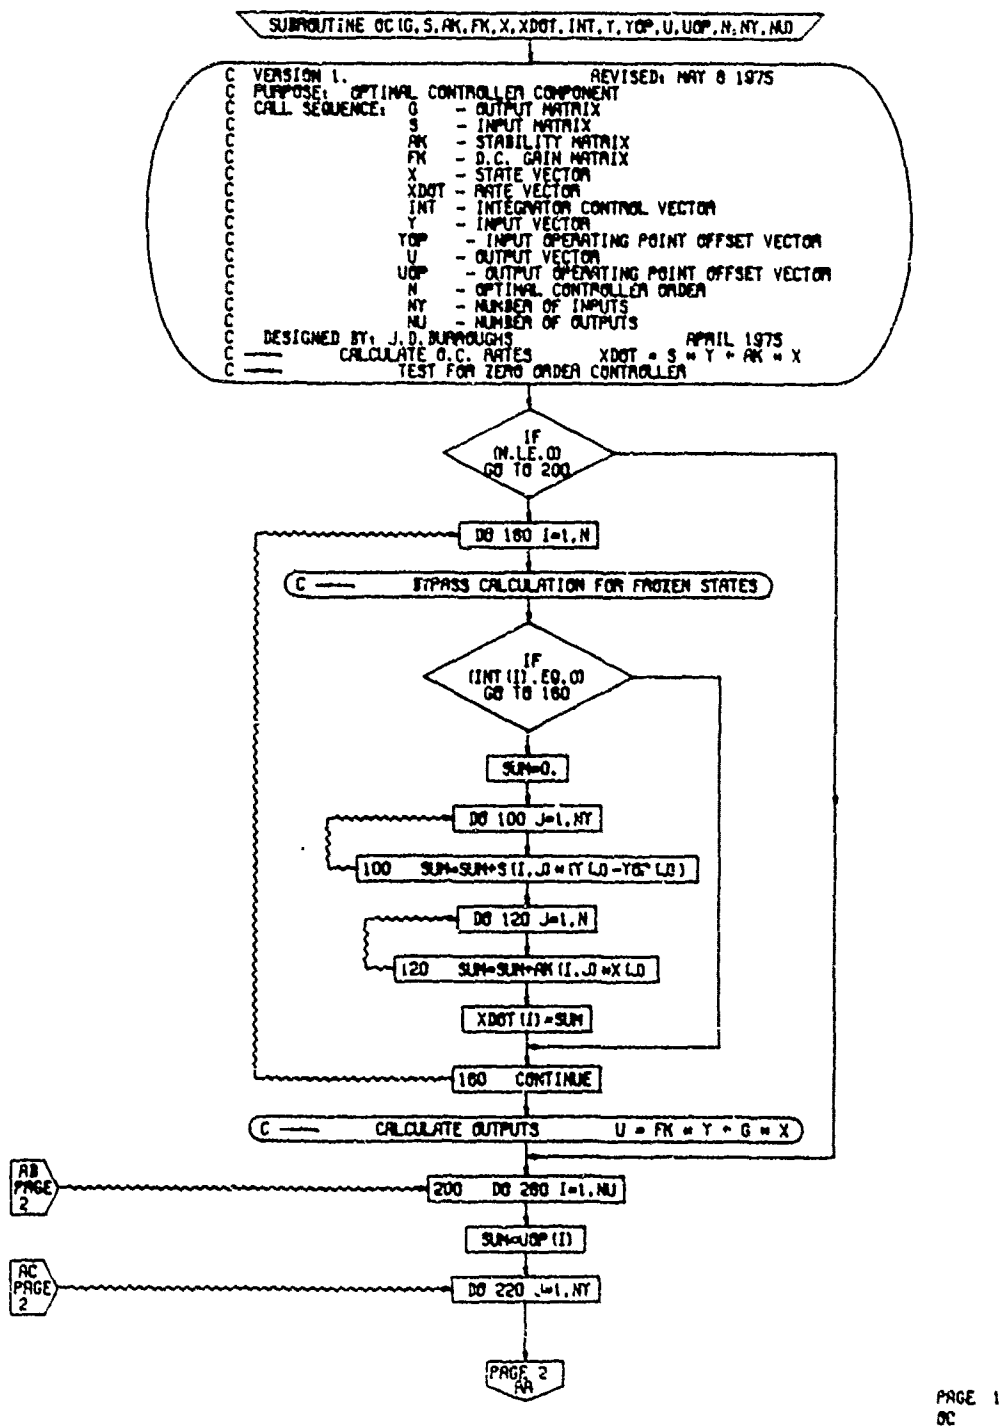 SUBROUTINE OC(G,S,AK,FK,X,XDOT,INT,Y,YOP,U,UOP,N,NY,NU)
C VERSION 1. REVISED: MAY 8 1975
C PURPOSE: OPTIMAL CONTROLLER COMPONENT
C CALL SEQUENCE: G - OUTPUT MATRIX
C S - INPUT MATRIX
C AK - STABILITY MATRIX
C FK - D.C. GAIN MATRIX
C X - STATE VECTOR
C XDOT - RATE VECTOR
C INT - INTEGRATOR CONTROL VECTOR
C Y - INPUT VECTOR
C YOP - INPUT OPERATING POINT OFFSET VECTOR
C U - OUTPUT VECTOR
C UOP - OUTPUT OPERATING POINT OFFSET VECTOR
C N - OPTIMAL CONTROLLER ORDER
C NY - NUMBER OF INPUTS
C NU - NUMBER OF OUTPUTS
C DESIGNED BY: J.D.BURROUGHS APRIL 1975
C ---- CALCULATE O.C. RATES XDOT = S * Y + AK * X
C ---- TEST FOR ZERO ORDER CONTROLLER
IF
(N.LE.0)
GO TO 200
DO 160 I=1,N
C ---- BYPASS CALCULATION FOR FROZEN STATES
IF
(INT(I).EQ.0)
GO TO 160
SUM=0.
DO 100 J=1,NY
100 SUM=SUM+S(I,J)*(Y(J)-YOP(J))
DO 120 J=1,N
120 SUM=SUM+AK(I,J)*X(J)
XDOT(I)=SUM
160 CONTINUE
C ---- CALCULATE OUTPUTS U = FK * Y + G * X
AB
PAGE
2
200 DO 260 I=1,NU
SUM=UOP(I)
AC
PAGE
2
DO 220 J=1,NY
PAGE 2
AA
PAGE 1
OC